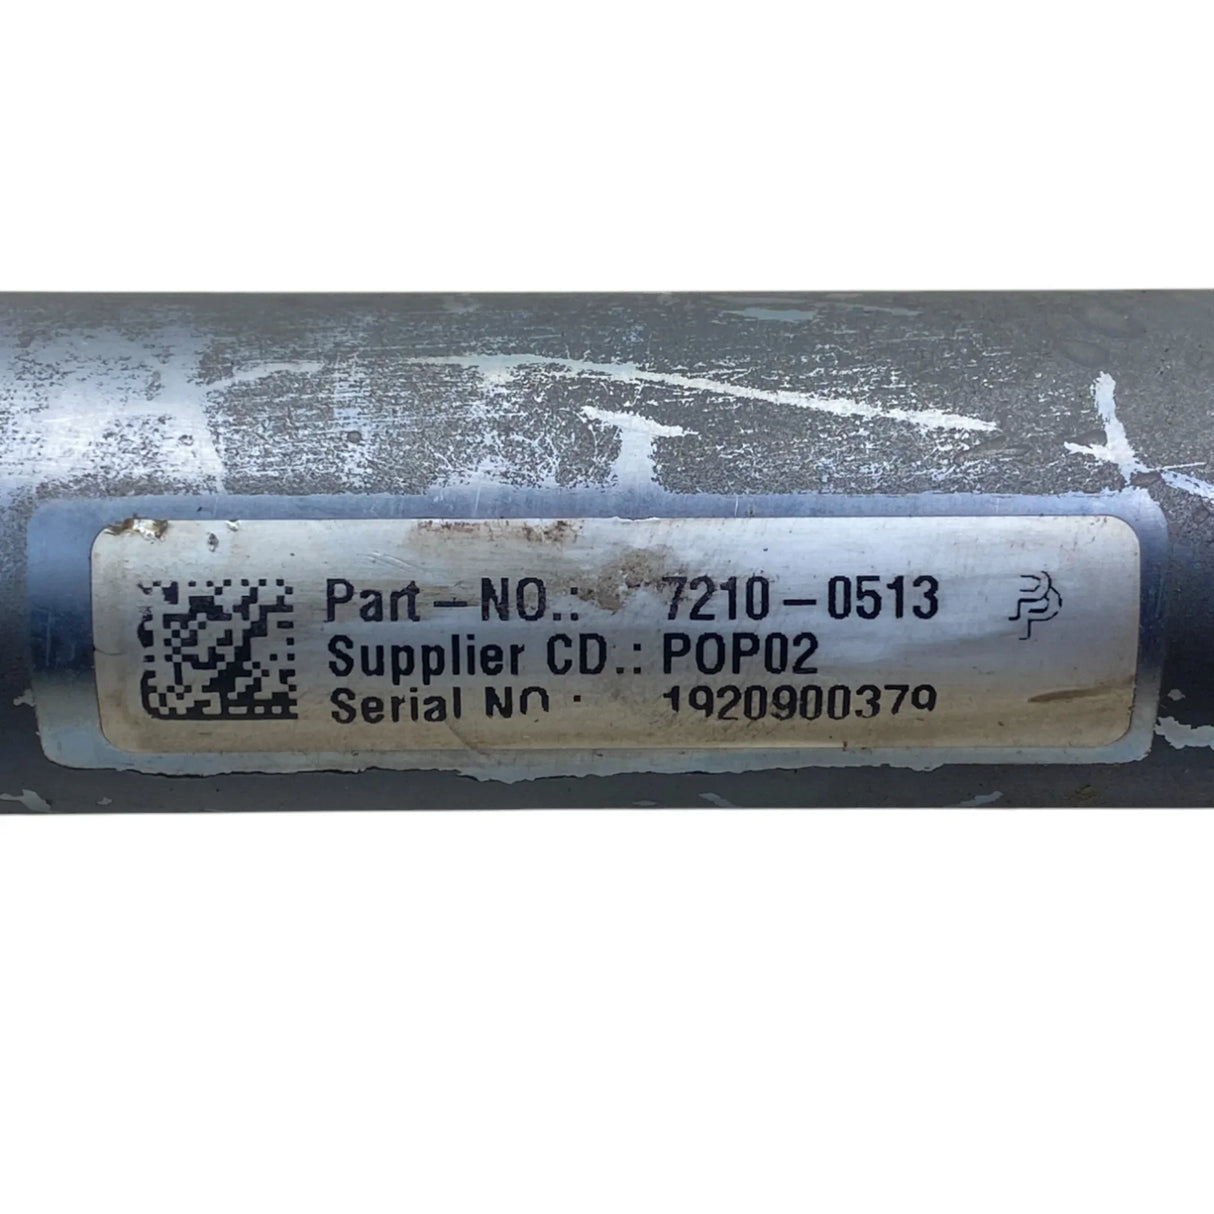 Part-NO.: 7210-0513
Supplier CD.: POP02
Serial NO.: 1920900379